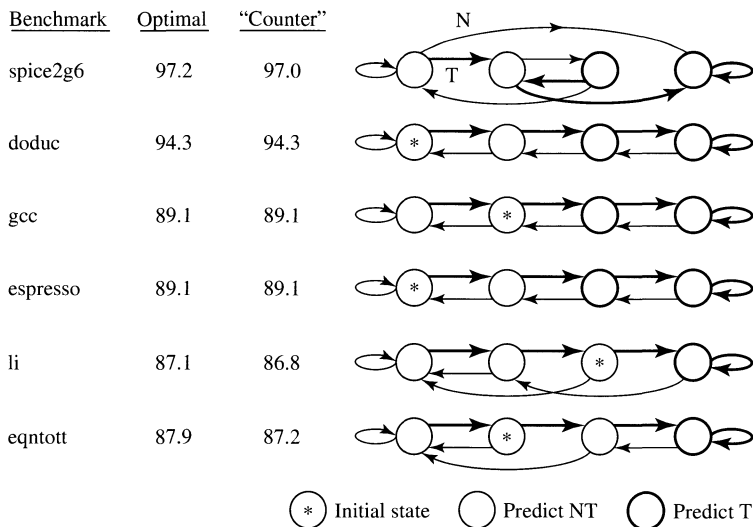 Benchmark Optimal “Counter”
N
spice2g6 97.2 97.0
T
doduc 94.3 94.3 *
gcc 89.1 89.1 *
espresso 89.1 89.1 *
li 87.1 86.8 *
eqntott 87.9 87.2 *
* Initial state Predict NT Predict T